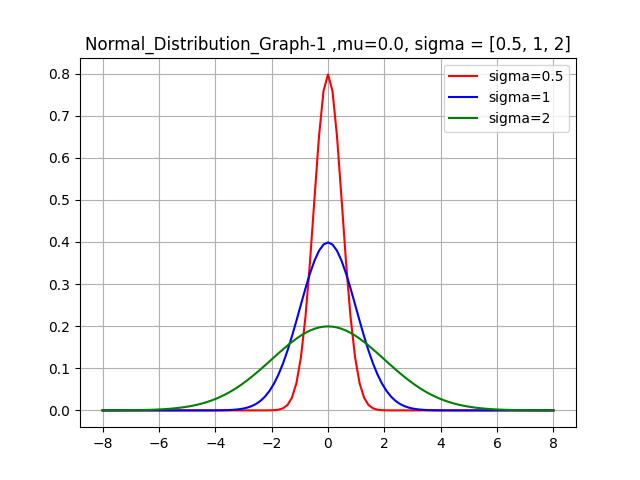 Normal_Distribution_Graph-1 ,mu=0.0, sigma = [0.5, 1, 2]
sigma=0.5
sigma=1
sigma=2
0.8
0.7
0.6
0.5
0.4
0.3
0.2
0.1
0.0
−8 −6 −4 −2 0 2 4 6 8